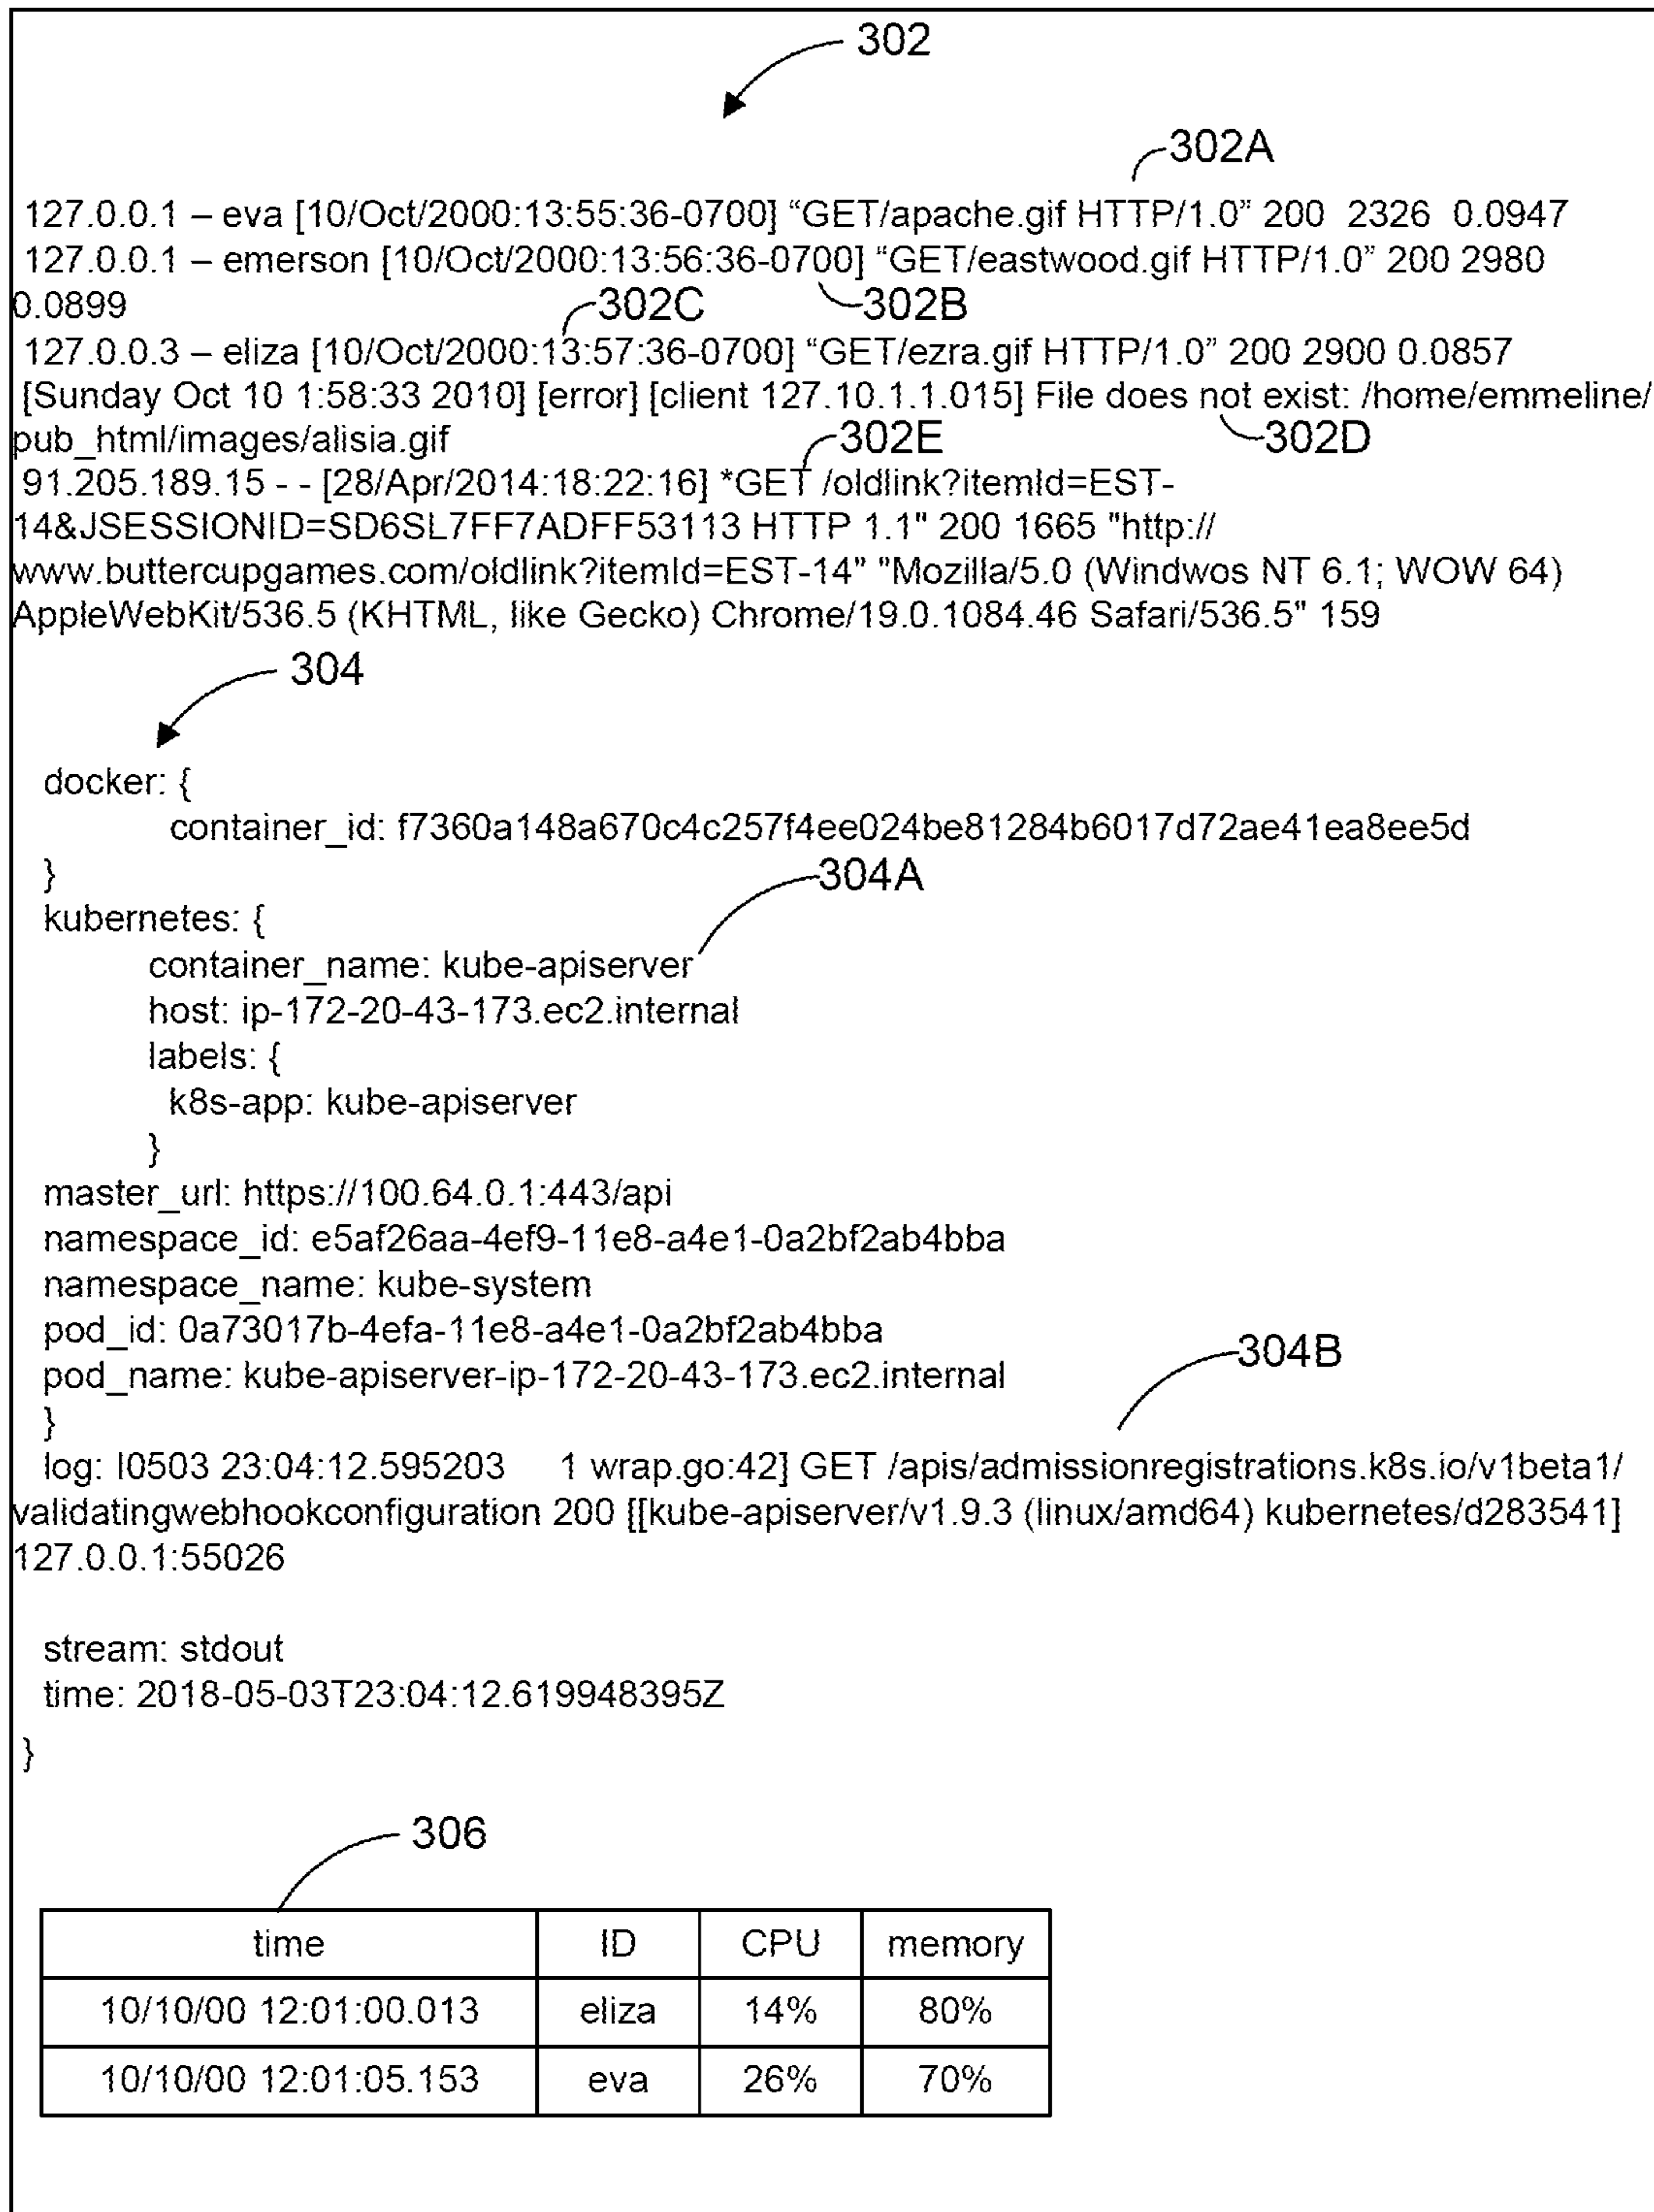 302
302A
127.0.0.1 – eva [10/Oct/2000:13:55:36-0700] “GET/apache.gif HTTP/1.0” 200 2326 0.0947
127.0.0.1 – emerson [10/Oct/2000:13:56:36-0700] “GET/eastwood.gif HTTP/1.0” 200 2980
0.0899
302C 302B
127.0.0.3 – eliza [10/Oct/2000:13:57:36-0700] “GET/ezra.gif HTTP/1.0” 200 2900 0.0857
[Sunday Oct 10 1:58:33 2010] [error] [client 127.10.1.1.015] File does not exist: /home/emmeline/
pub_html/images/alisia.gif
302E 302D
91.205.189.15 - - [28/Apr/2014:18:22:16] *GET /oldlink?itemId=EST-
14&JSESSIONID=SD6SL7FF7ADFF53113 HTTP 1.1" 200 1665 "http://
www.buttercupgames.com/oldlink?itemId=EST-14" "Mozilla/5.0 (Windwos NT 6.1; WOW 64)
AppleWebKit/536.5 (KHTML, like Gecko) Chrome/19.0.1084.46 Safari/536.5" 159
304
docker: {
container_id: f7360a148a670c4c257f4ee024be81284b6017d72ae41ea8ee5d
}
304A
kubernetes: {
container_name: kube-apiserver
host: ip-172-20-43-173.ec2.internal
labels: {
k8s-app: kube-apiserver
}
master_url: https://100.64.0.1:443/api
namespace_id: e5af26aa-4ef9-11e8-a4e1-0a2bf2ab4bba
namespace_name: kube-system
pod_id: 0a73017b-4efa-11e8-a4e1-0a2bf2ab4bba
304B
pod_name: kube-apiserver-ip-172-20-43-173.ec2.internal
}
log: I0503 23:04:12.595203 1 wrap.go:42] GET /apis/admissionregistrations.k8s.io/v1beta1/
validatingwebhookconfiguration 200 [[kube-apiserver/v1.9.3 (linux/amd64) kubernetes/d283541]
127.0.0.1:55026
stream: stdout
time: 2018-05-03T23:04:12.619948395Z
}
306
time ID CPU memory
10/10/00 12:01:00.013 eliza 14% 80%
10/10/00 12:01:05.153 eva 26% 70%